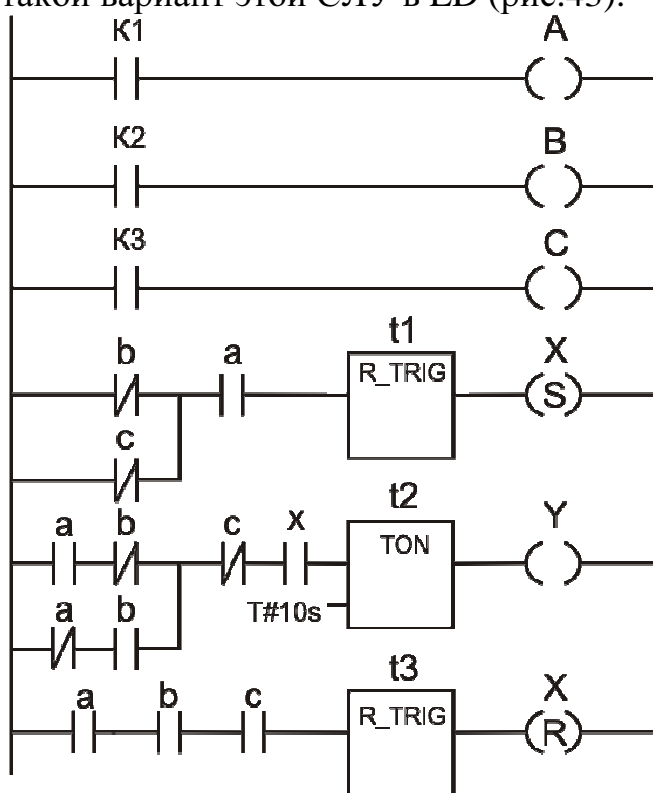 такой вариант этой СЛУ в LD (рис.43).
K1 A
K2 B
K3 C
t1
b a R_TRIG X
S
c
t2
a b c x TON Y
a b T#10s
t3
a b c R_TRIG X
R